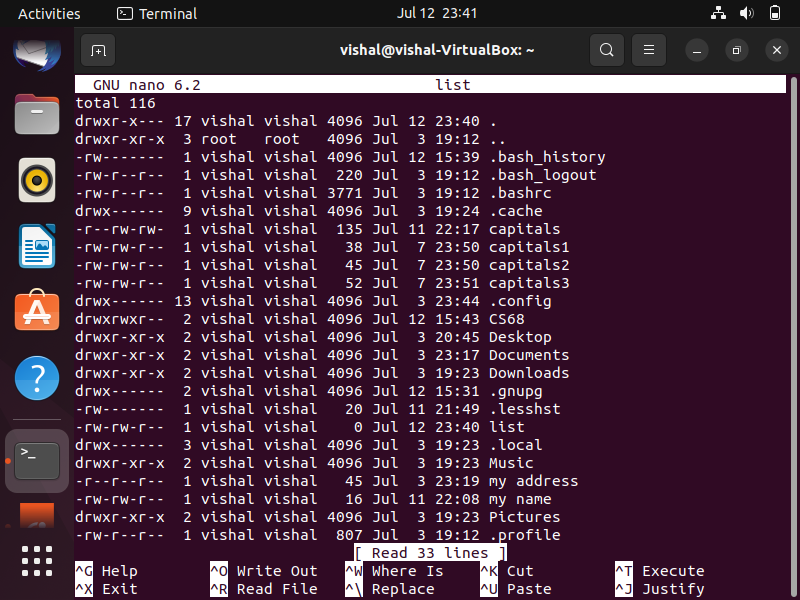 Activities Terminal Jul 12 23:41
vishal@vishal-VirtualBox: ~
GNU nano 6.2 list
total 116
drwxr-x--- 17 vishal vishal 4096 Jul 12 23:40 .
drwxr-xr-x  3 root   root   4096 Jul  3 19:12 ..
-rw-------  1 vishal vishal 4096 Jul 12 15:39 .bash_history
-rw-r--r--  1 vishal vishal  220 Jul  3 19:12 .bash_logout
-rw-r--r--  1 vishal vishal 3771 Jul  3 19:12 .bashrc
drwx------  9 vishal vishal 4096 Jul  3 19:24 .cache
-r--rw-rw-  1 vishal vishal  135 Jul 11 22:17 capitals
-rw-rw-r--  1 vishal vishal   38 Jul  7 23:50 capitals1
-rw-rw-r--  1 vishal vishal   45 Jul  7 23:50 capitals2
-rw-rw-r--  1 vishal vishal   52 Jul  7 23:51 capitals3
drwx------ 13 vishal vishal 4096 Jul  3 23:44 .config
drwxrwxr--  2 vishal vishal 4096 Jul 12 15:43 CS68
drwxr-xr-x  2 vishal vishal 4096 Jul  3 20:45 Desktop
drwxr-xr-x  2 vishal vishal 4096 Jul  3 23:17 Documents
drwxr-xr-x  2 vishal vishal 4096 Jul  3 19:23 Downloads
drwx------  2 vishal vishal 4096 Jul 12 15:31 .gnupg
-rw-------  1 vishal vishal   20 Jul 11 21:49 .lesshst
-rw-rw-r--  1 vishal vishal    0 Jul 12 23:40 list
drwx------  3 vishal vishal 4096 Jul  3 19:23 .local
drwxr-xr-x  2 vishal vishal 4096 Jul  3 19:23 Music
-r--r--r--  1 vishal vishal   45 Jul  3 23:19 my address
-rw-rw-r--  1 vishal vishal   16 Jul 11 22:08 my name
drwxr-xr-x  2 vishal vishal 4096 Jul  3 19:23 Pictures
-rw-r--r--  1 vishal vishal  807 Jul  3 19:12 .profile
[ Read 33 lines ]
^G Help ^O Write Out ^W Where Is ^K Cut ^T Execute
^X Exit ^R Read File ^\ Replace ^U Paste ^J Justify